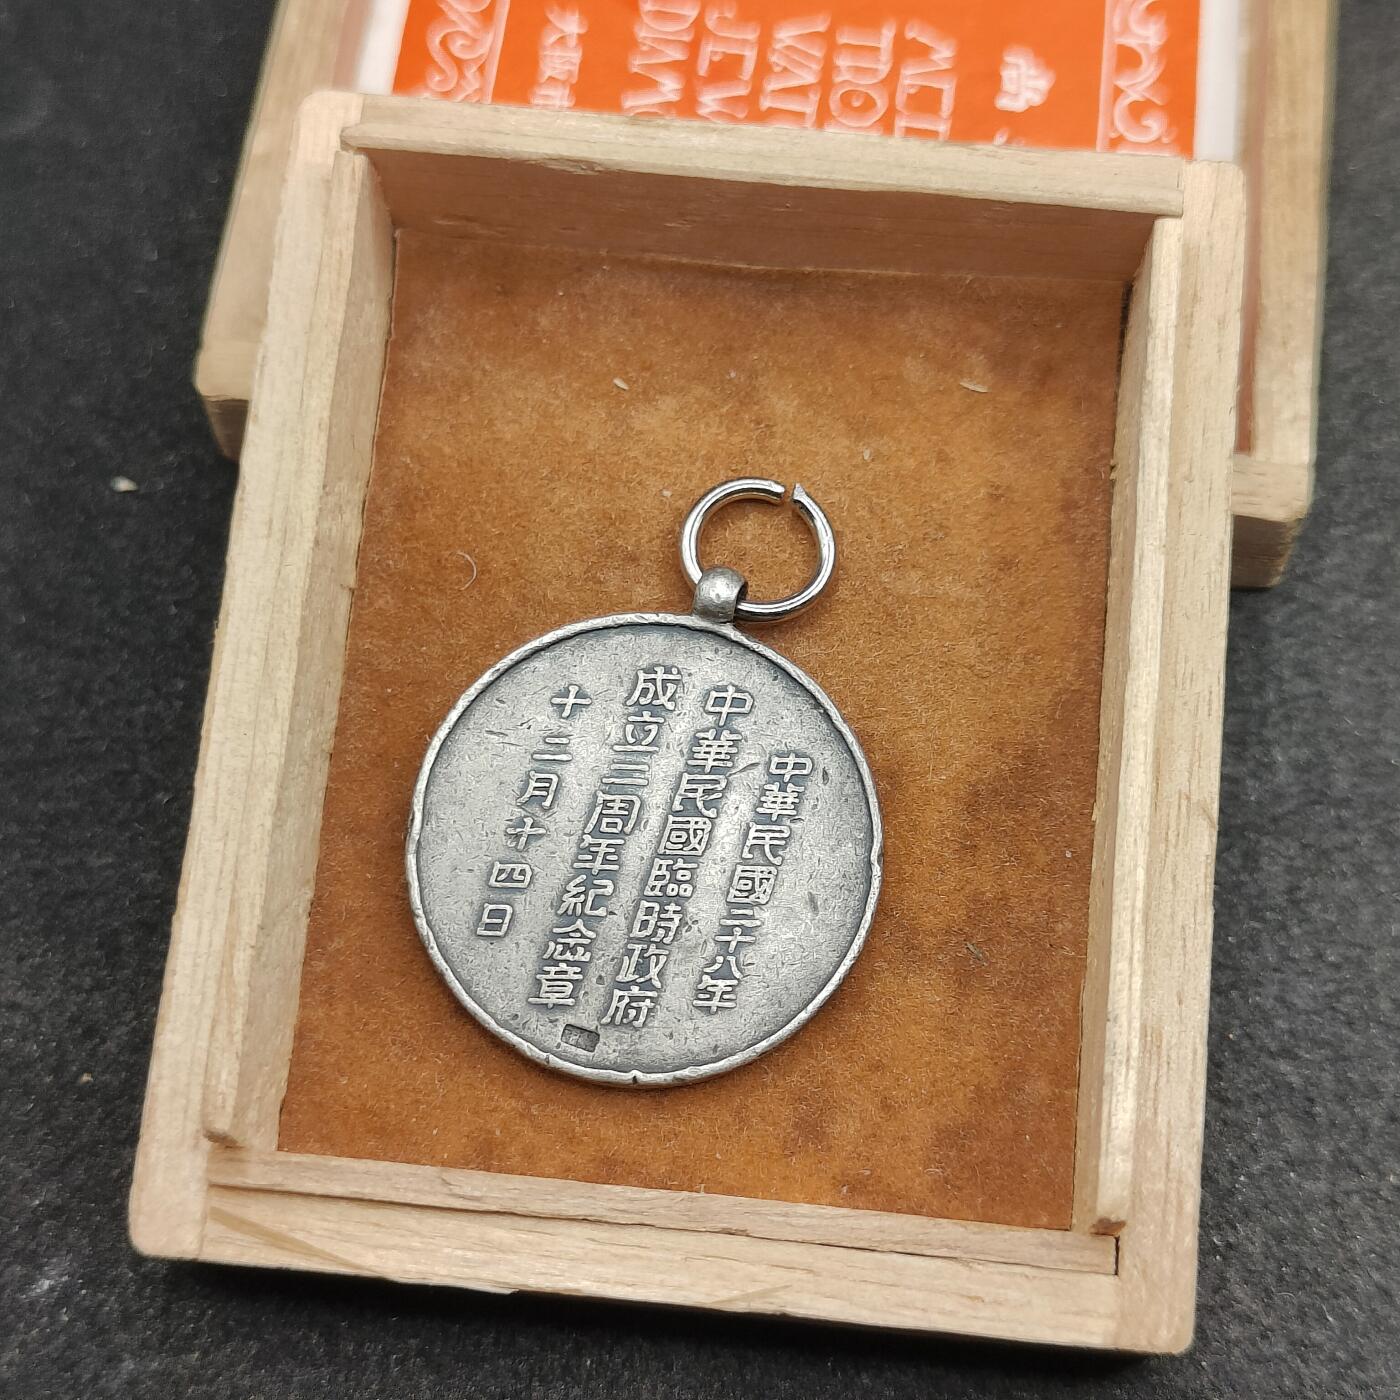 中華民國二十八年
中華民國臨時政府
成立二周年紀念章
十二月十四日